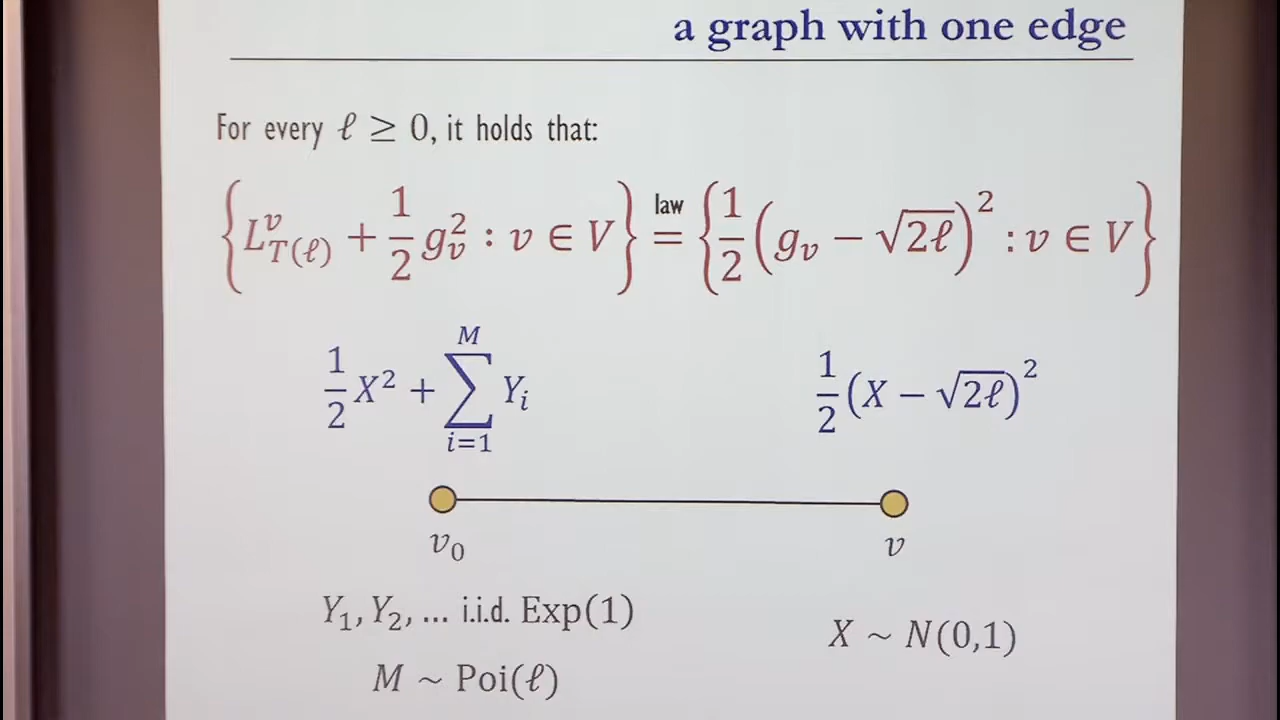 a graph with one edge
For every ℓ ≥ 0, it holds that:
{L^v_{T(ℓ)} + 1/2 g_v^2 : v ∈ V} =^{law} {1/2 (g_v − √(2ℓ))^2 : v ∈ V}
1/2 X^2 + ∑_{i=1}^{M} Y_i    1/2 (X − √(2ℓ))^2
v_0    v
Y_1, Y_2, ... i.i.d. Exp(1)
X ~ N(0,1)
M ~ Poi(ℓ)